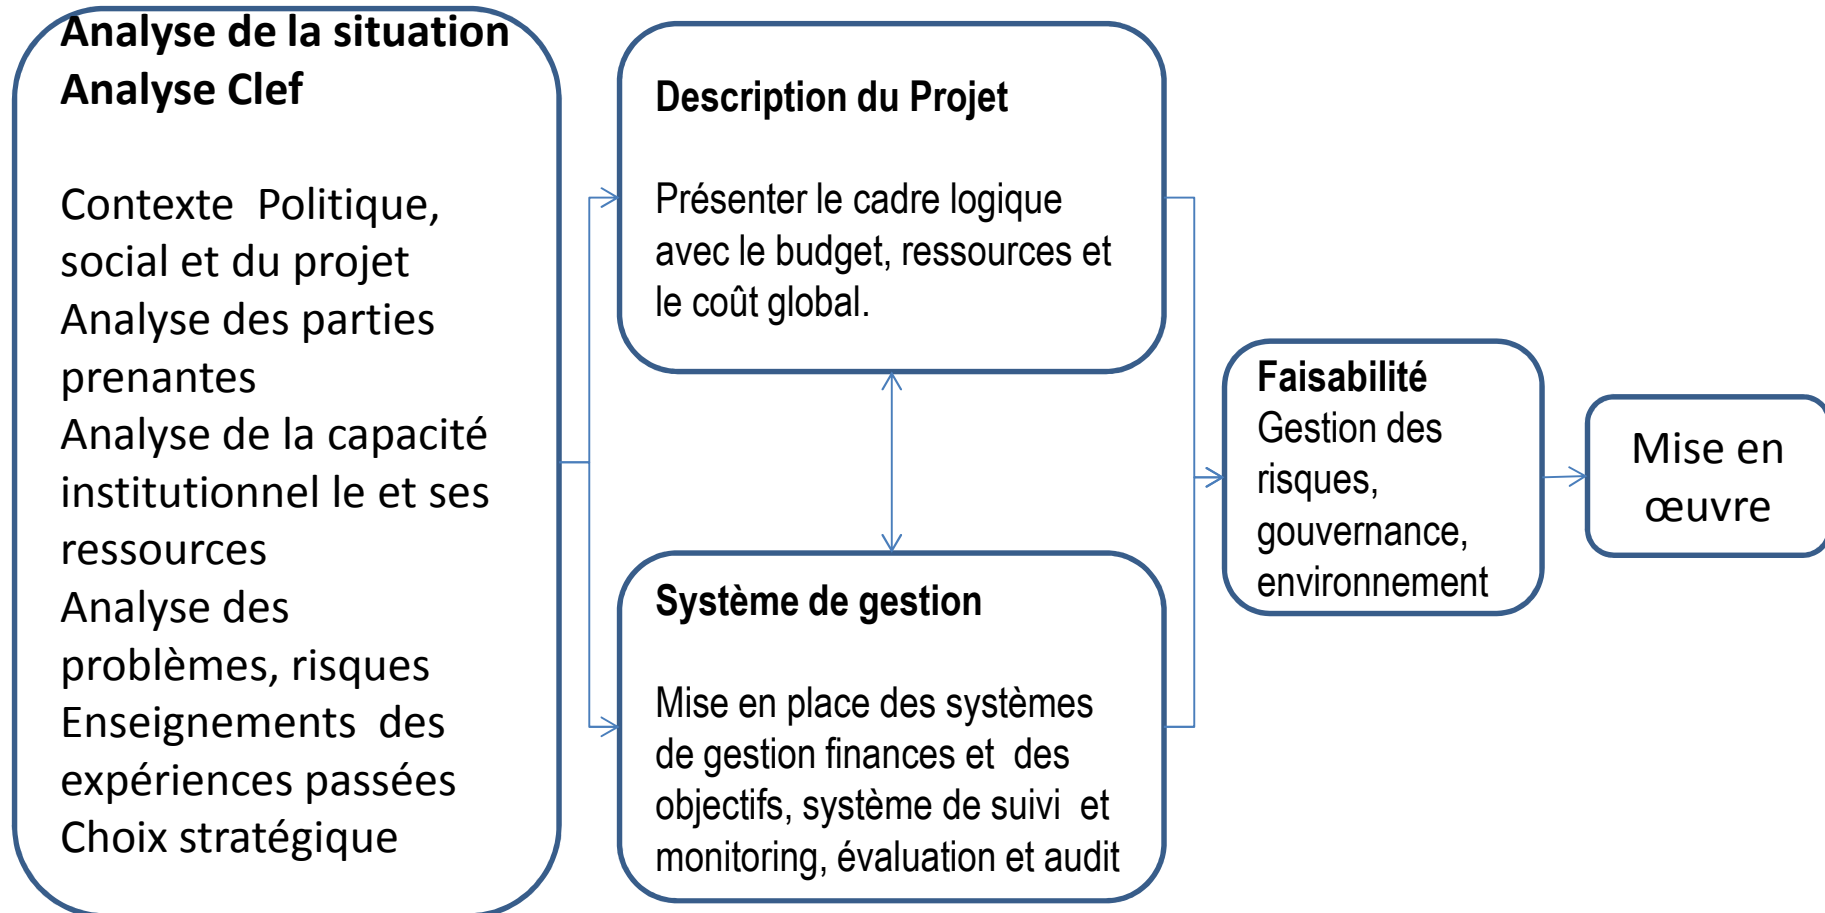 Analyse de la situation
Analyse Clef
Contexte  Politique,
social et du projet
Analyse des parties
prenantes
Analyse de la capacité
institutionnel le et ses
ressources
Analyse des
problèmes, risques
Enseignements  des
expériences passées
Choix stratégique
Description du Projet
Présenter le cadre logique
avec le budget, ressources et
le coût global.
Système de gestion
Mise en place des systèmes
de gestion finances et  des
objectifs, système de suivi  et
monitoring, évaluation et audit
Faisabilité
Gestion des
risques,
gouvernance,
environnement
Mise en
œuvre